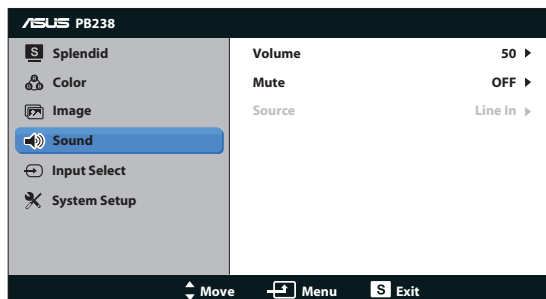 ASUS PB238
S Splendid
Color
Image
Sound
Input Select
System Setup
Volume 50
Mute OFF
Source Line In
Move Menu S Exit